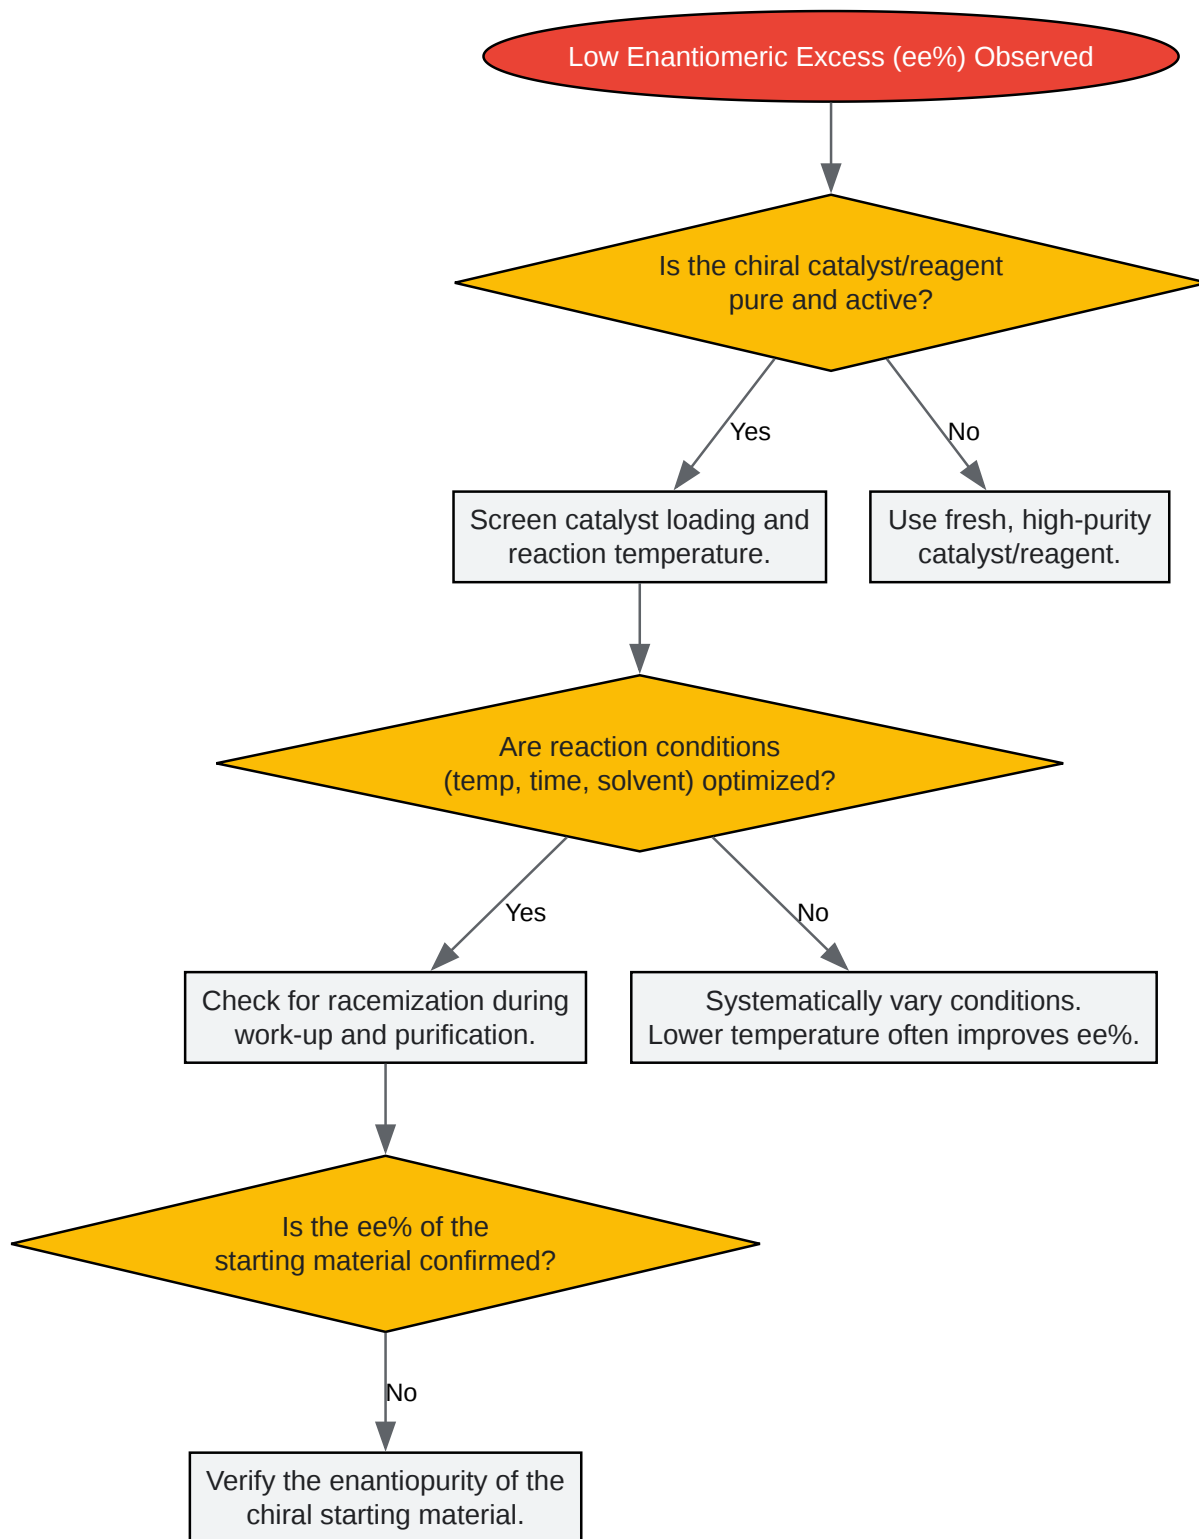 Low Enantiomeric Excess (ee%) Observed
Is the chiral catalyst/reagent
pure and active?
Yes
No
Screen catalyst loading and
reaction temperature.
Use fresh, high-purity
catalyst/reagent.
Are reaction conditions
(temp, time, solvent) optimized?
Yes
No
Check for racemization during
work-up and purification.
Systematically vary conditions.
Lower temperature often improves ee%.
Is the ee% of the
starting material confirmed?
No
Verify the enantiopurity of the
chiral starting material.